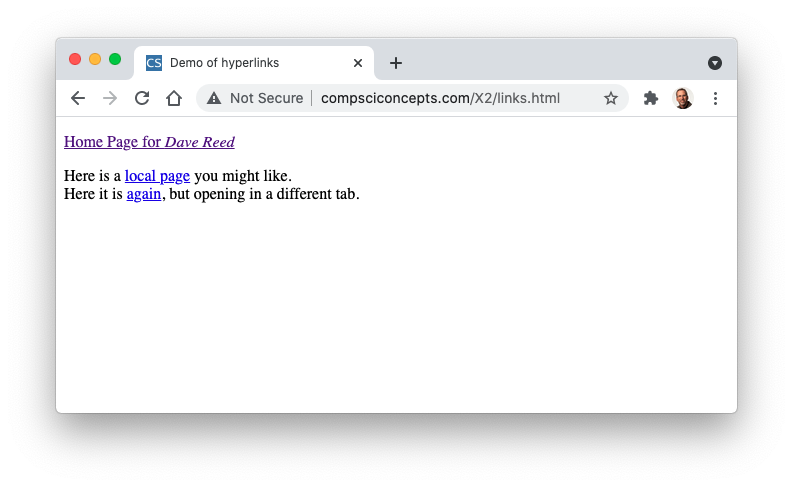 CS Demo of hyperlinks
Not Secure compsciconcepts.com/X2/links.html
Home Page for Dave Reed
Here is a local page you might like.
Here it is again, but opening in a different tab.